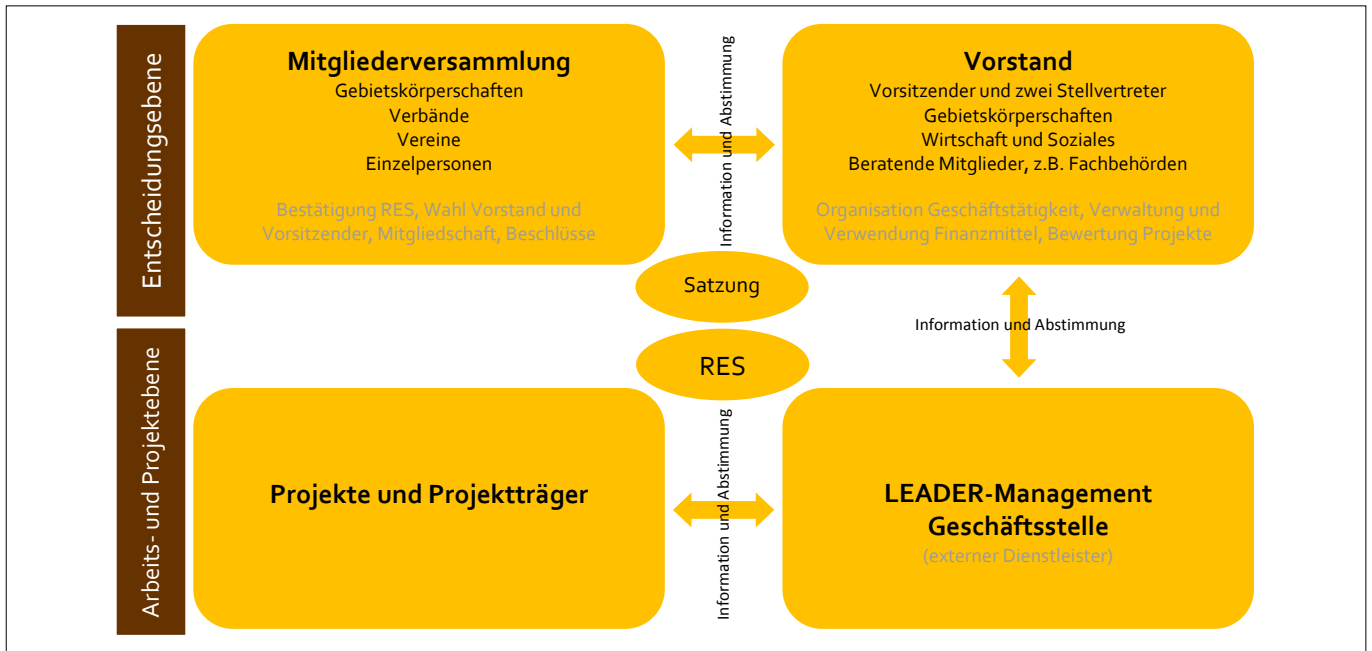 Entscheidungsebene
Mitgliederversammlung
Gebietskörperschaften
Verbände
Vereine
Einzelpersonen
Bestätigung RES, Wahl Vorstand und
Vorsitzender, Mitgliedschaft, Beschlüsse
Information und Abstimmung
Vorstand
Vorsitzender und zwei Stellvertreter
Gebietskörperschaften
Wirtschaft und Soziales
Beratende Mitglieder, z.B. Fachbehörden
Organisation Geschäftstätigkeit, Verwaltung und
Verwendung Finanzmittel, Bewertung Projekte
Satzung
Information und Abstimmung
RES
Arbeits- und Projektebene
Projekte und Projektträger
Information und Abstimmung
LEADER-Management
Geschäftsstelle
(externer Dienstleister)